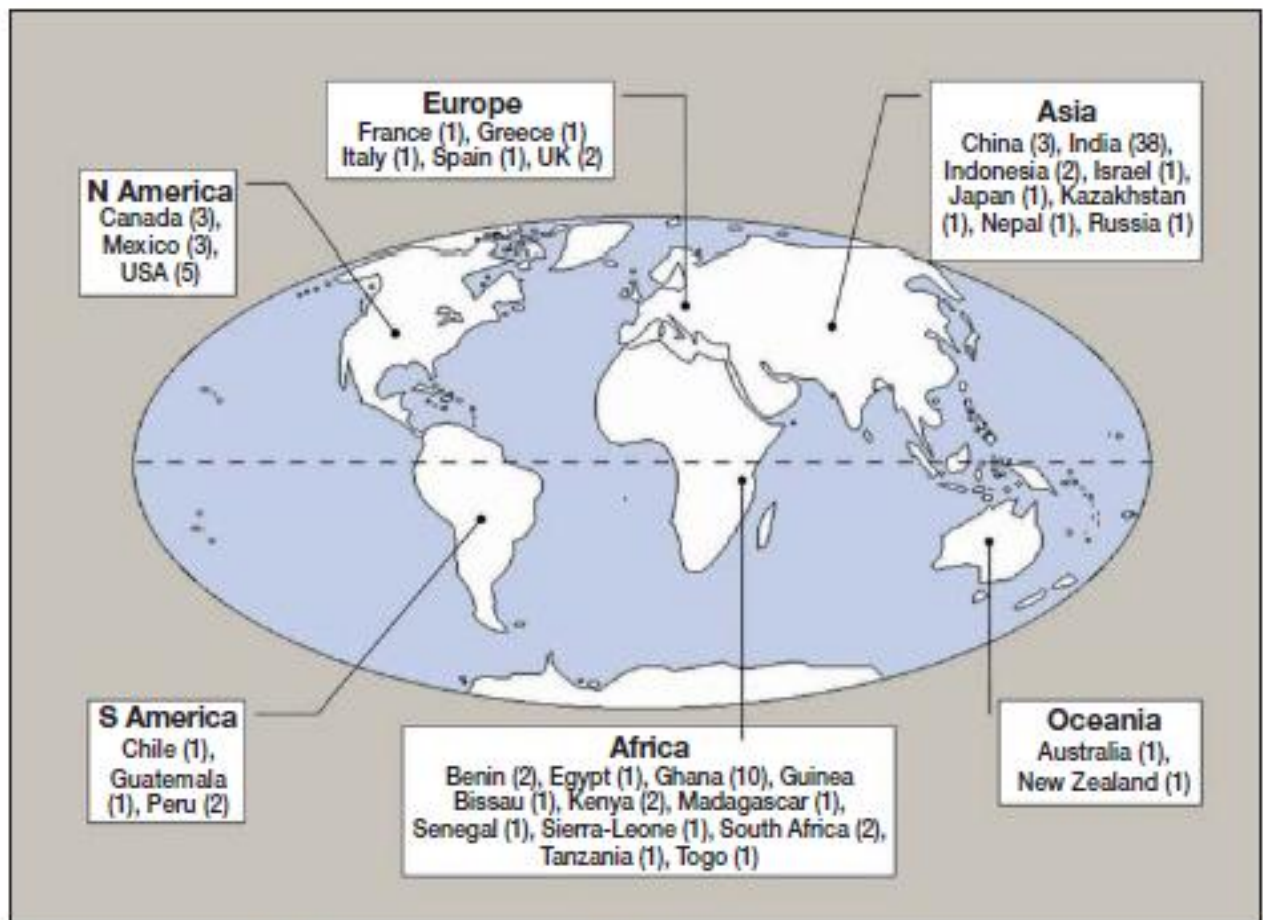 Europe
France (1), Greece (1)
Italy (1), Spain (1), UK (2)
Asia
China (3), India (38),
Indonesia (2), Israel (1),
Japan (1), Kazakhstan
(1), Nepal (1), Russia (1)
N America
Canada (3),
Mexico (3),
USA (5)
S America
Chile (1),
Guatemala
(1), Peru (2)
Africa
Benin (2), Egypt (1), Ghana (10), Guinea
Bissau (1), Kenya (2), Madagascar (1),
Senegal (1), Sierra-Leone (1), South Africa (2),
Tanzania (1), Togo (1)
Oceania
Australia (1),
New Zealand (1)